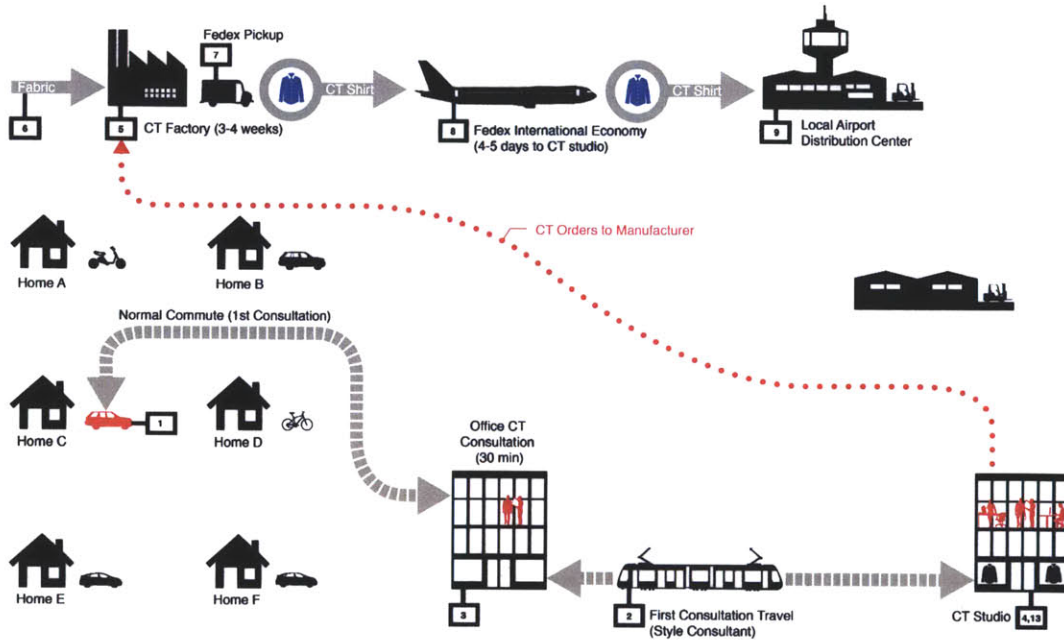 Fedex Pickup
7
Fabric
CT Shirt
CT Shirt
6
5
CT Factory (3-4 weeks)
8
Fedex International Economy
(4-5 days to CT studio)
9
Local Airport
Distribution Center
CT Orders to Manufacturer
Home A
Home B
Normal Commute (1st Consultation)
1
Home C
Home D
Office CT
Consultation
(30 min)
Home E
Home F
3
2
First Consultation Travel
(Style Consultant)
4,13
CT Studio